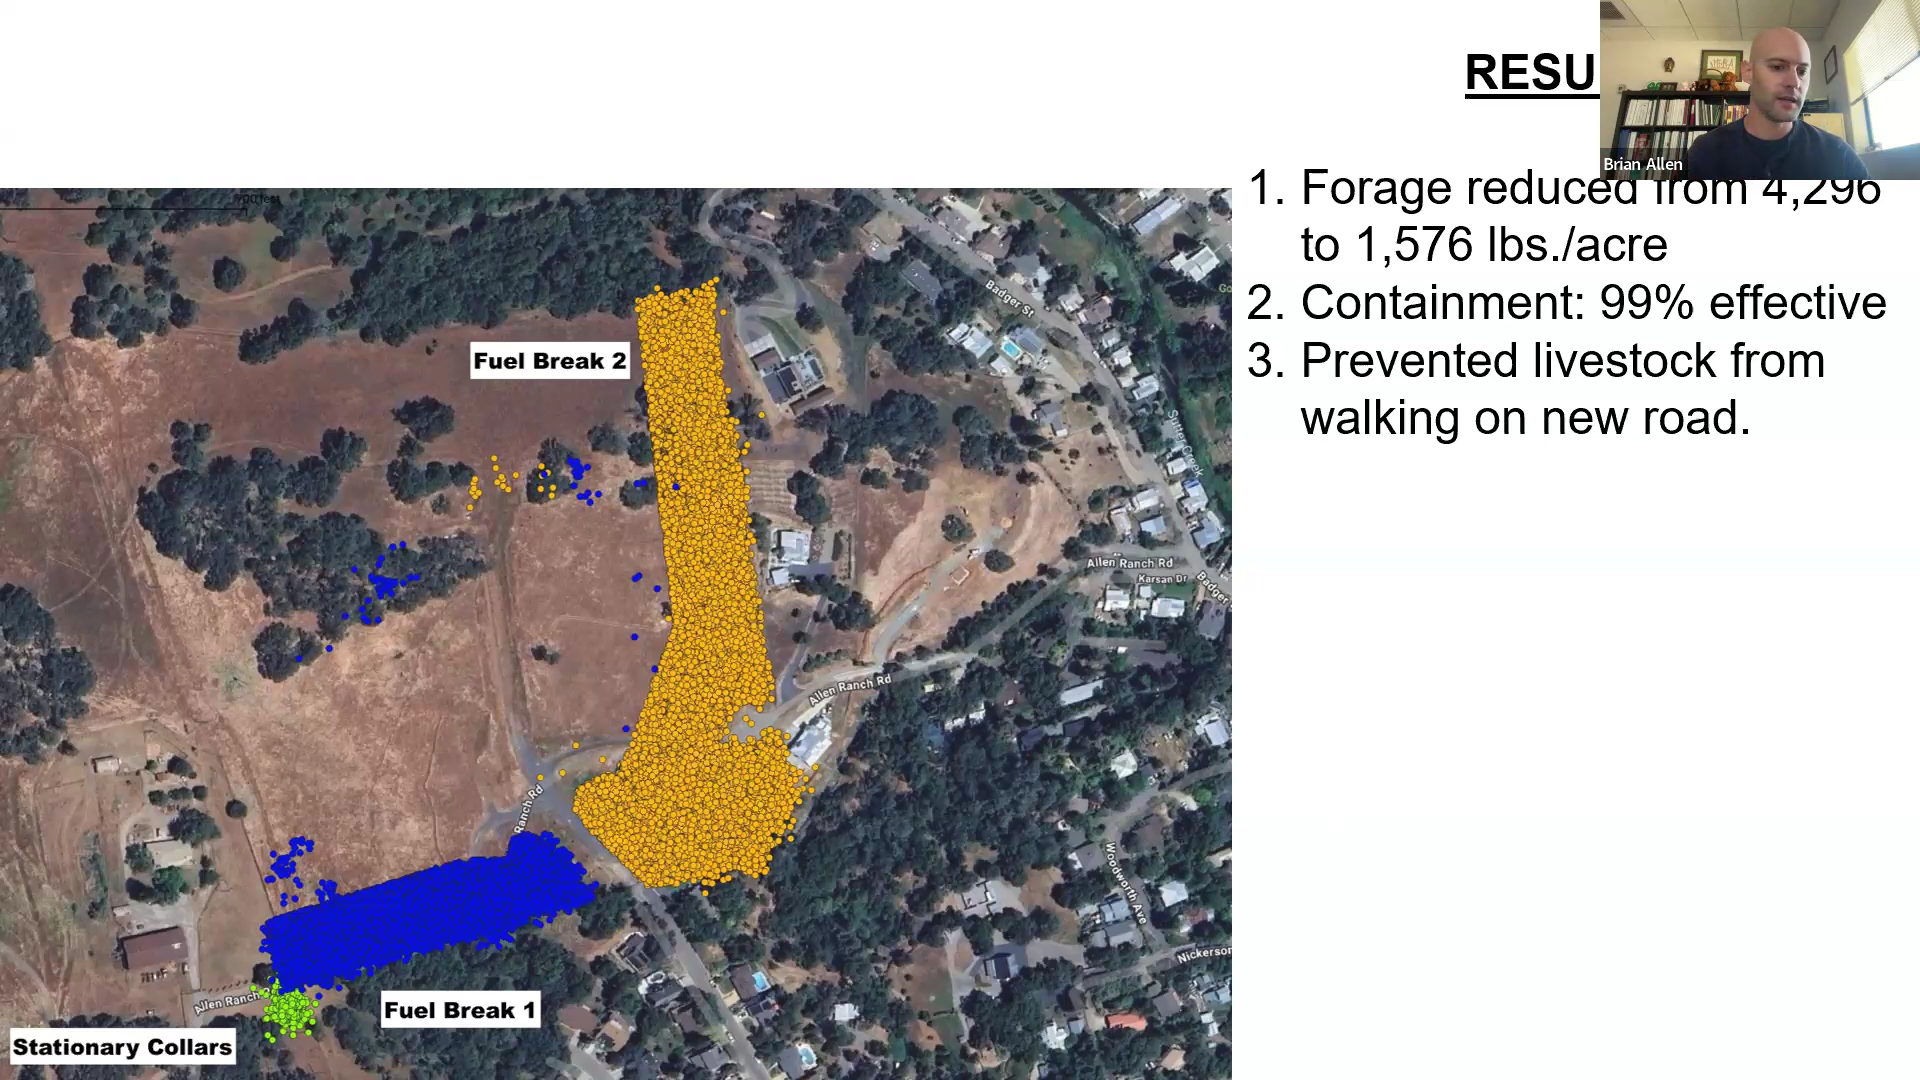 RESU
Brian Allen
1. Forage reduced from 4,296
to 1,576 lbs./acre
2. Containment: 99% effective
3. Prevented livestock from
walking on new road.
Badger St
Go
Fuel Break 2
Sutter Creek
Allen Ranch Rd
Karsan Dr
Badger
Allen Ranch Rd
Ranch Rd
Woodworth Ave
Nickerson
Allen Ranch
Fuel Break 1
Stationary Collars